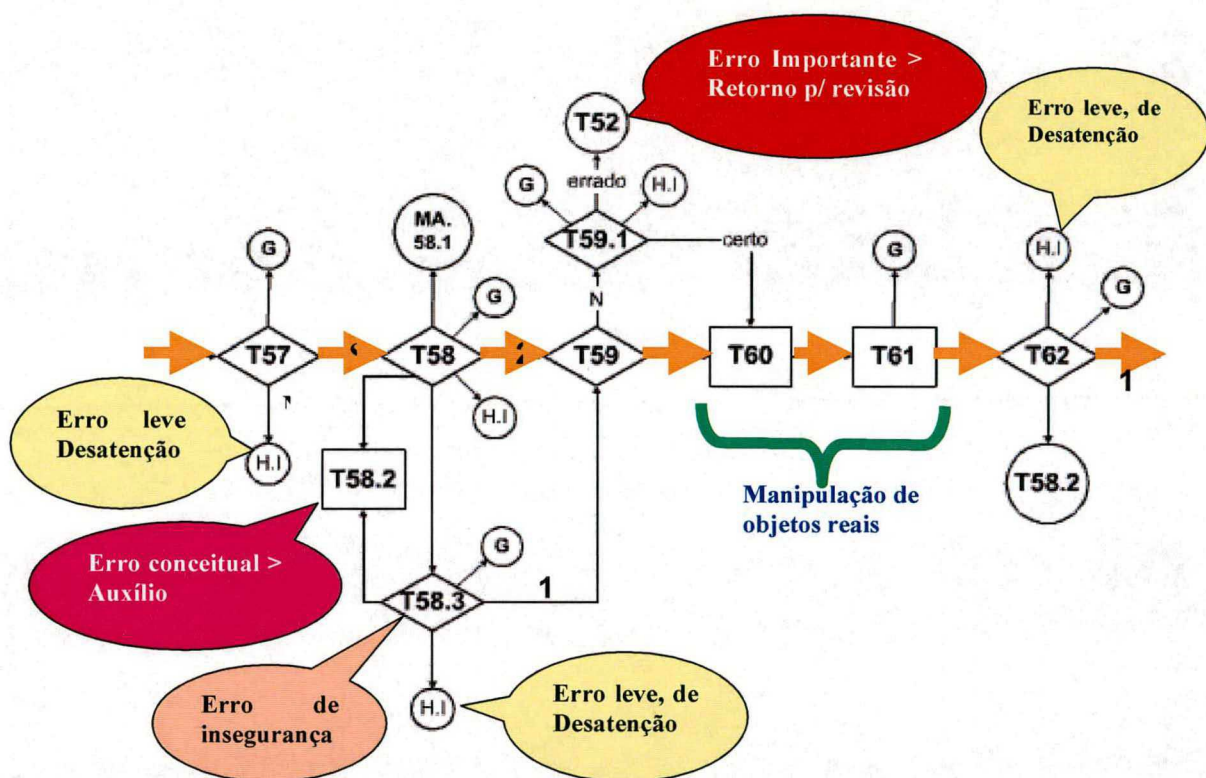 Erro Importante >
Retorno p/ revisão
Erro leve, de
Desatenção
T52
G
errado
H.I
MA.
58.1
T59.1
certo
G
G
G
H.I
G
N
T57
T58
2
T59
T60
T61
T62
1
Erro leve
Desatenção
H.I
H.I
T58.2
T58.2
Manipulação de
objetos reais
Erro conceitual >
Auxílio
G
T58.3
1
Erro de
insegurança
H.I
Erro leve, de
Desatenção